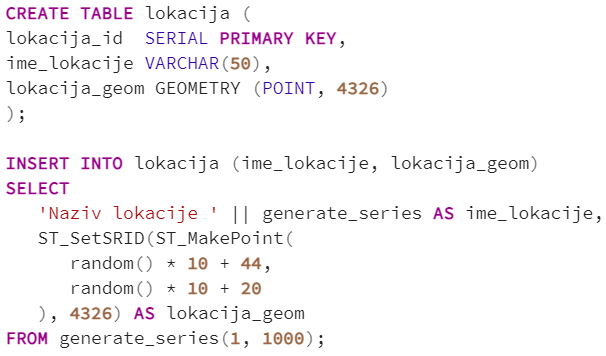 CREATE TABLE lokacija (
lokacija_id  SERIAL PRIMARY KEY,
ime_lokacije VARCHAR(50),
lokacija_geom GEOMETRY (POINT, 4326)
);

INSERT INTO lokacija (ime_lokacije, lokacija_geom)
SELECT
   'Naziv lokacije ' || generate_series AS ime_lokacije,
   ST_SetSRID(ST_MakePoint(
      random() * 10 + 44,
      random() * 10 + 20
   ), 4326) AS lokacija_geom
FROM generate_series(1, 1000);